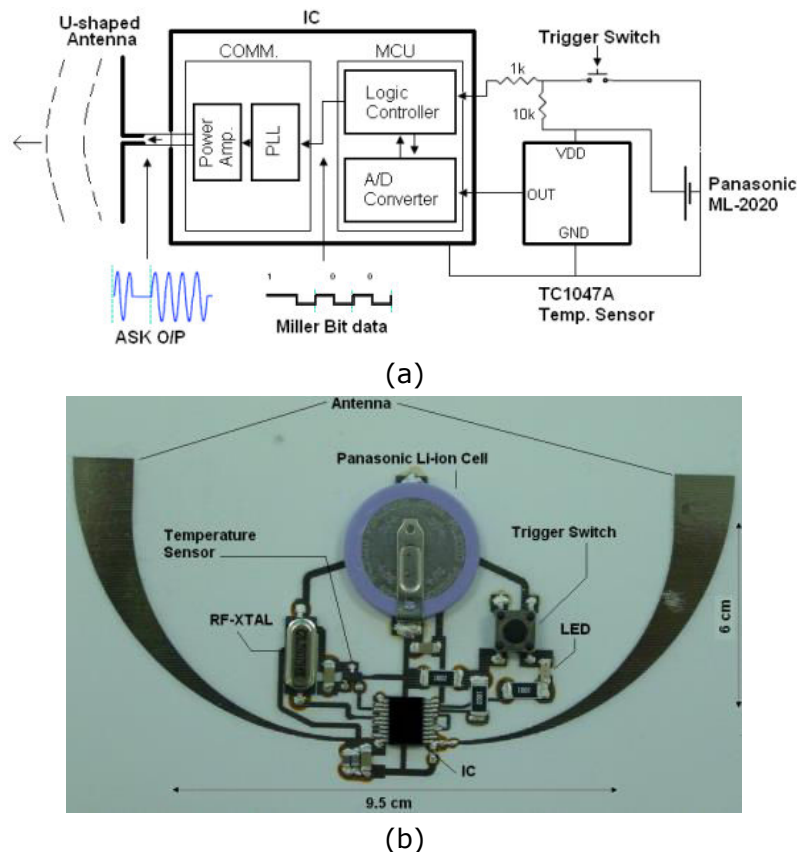 IC
U-shaped
Antenna
COMM.
MCU
Trigger Switch
Power
Amp.
PLL
Logic
Controller
A/D
Converter
1k
10k
VDD
OUT
GND
Panasonic
ML-2020
TC1047A
Temp. Sensor
1 0 0
ASK O/P
Miller Bit data
(a)
Antenna
Panasonic Li-ion Cell
Temperature
Sensor
Trigger Switch
RF-XTAL
LED
6 cm
IC
9.5 cm
(b)